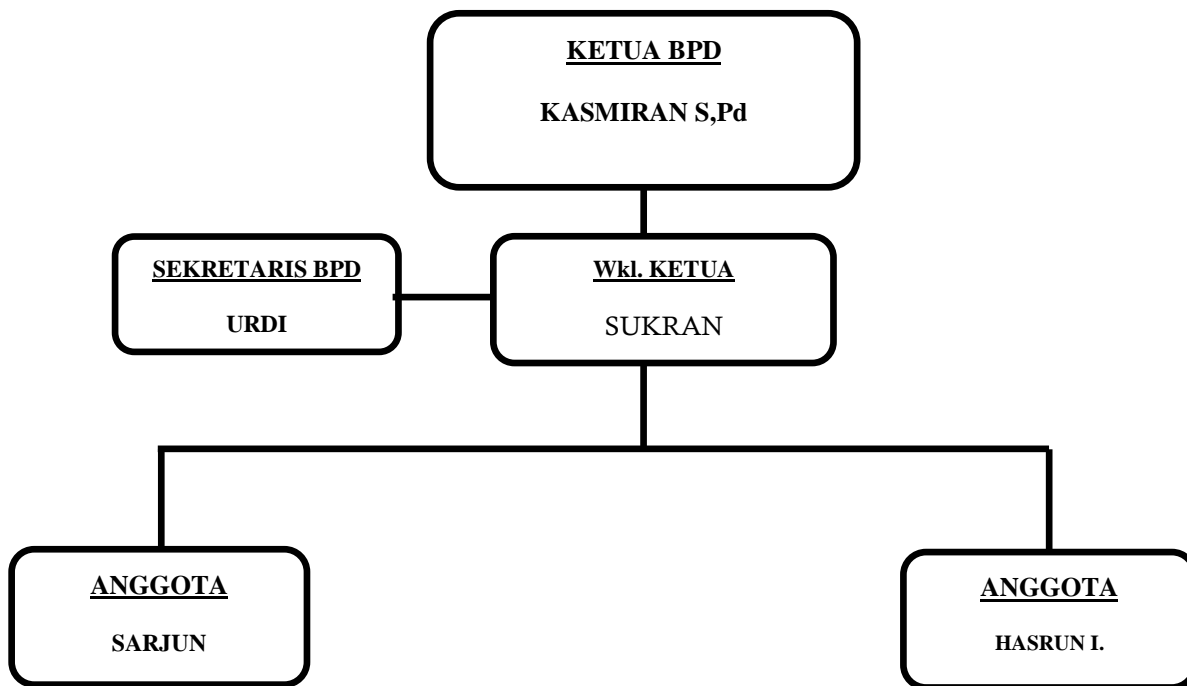 KETUA BPD
KASMIRAN S,Pd
SEKRETARIS BPD
URDI
Wkl. KETUA
SUKRAN
ANGGOTA
SARJUN
ANGGOTA
HASRUN I.